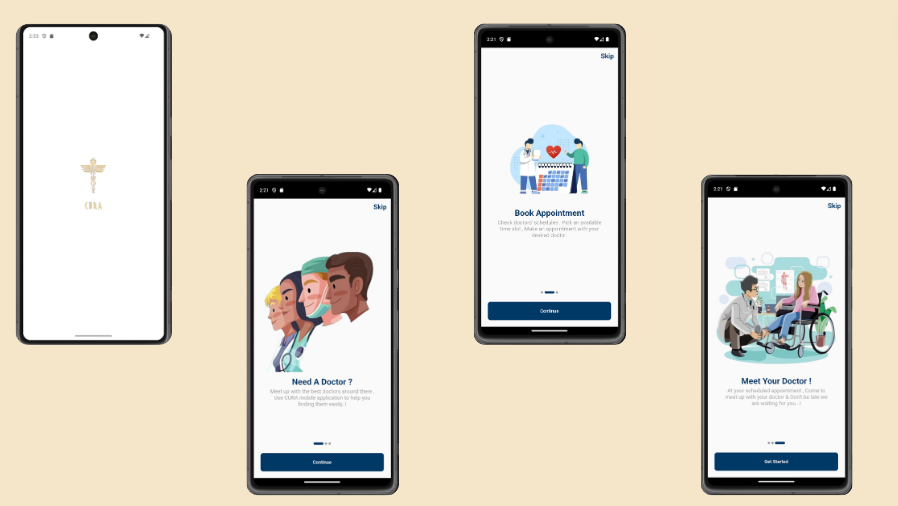 2:23
CURA
2:21
Skip
Need A Doctor ?
Meet up with the best doctors around there .
Use CURA mobile application to help you
finding them easily. !
Continue
2:21
Skip
Book Appointment
Check doctors' schedules . Pick an available
time slot , Make an appointment with your
desired doctor.
Continue
2:21
Skip
Meet Your Doctor !
At your scheduled appointment , Come to
meet up with your doctor & Don't be late we
are waiting for you. .!
Get Started